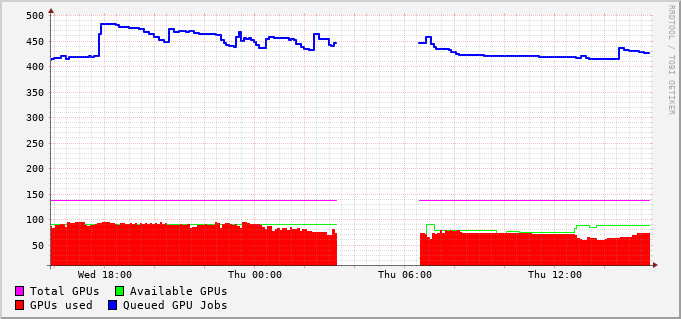 500
450
400
350
300
250
200
150
100
50
Wed 18:00 Thu 00:00 Thu 06:00 Thu 12:00
Total GPUs Available GPUs
GPUs used Queued GPU Jobs
RRDTOOL / TOBI OETIKER